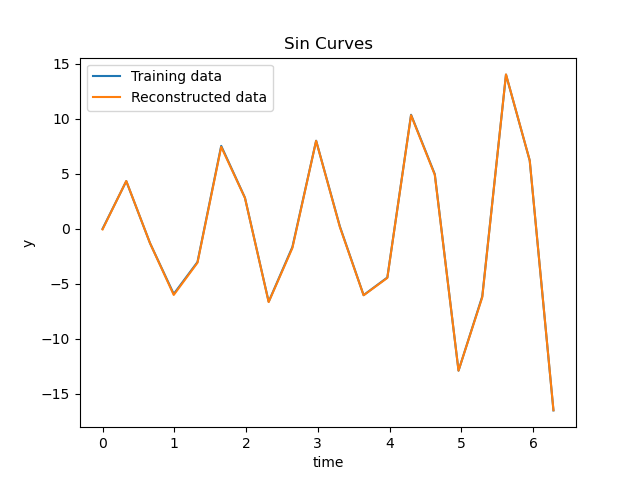 Sin Curves
Training data
Reconstructed data
15
10
5
0
−5
−10
−15
y
0 1 2 3 4 5 6
time